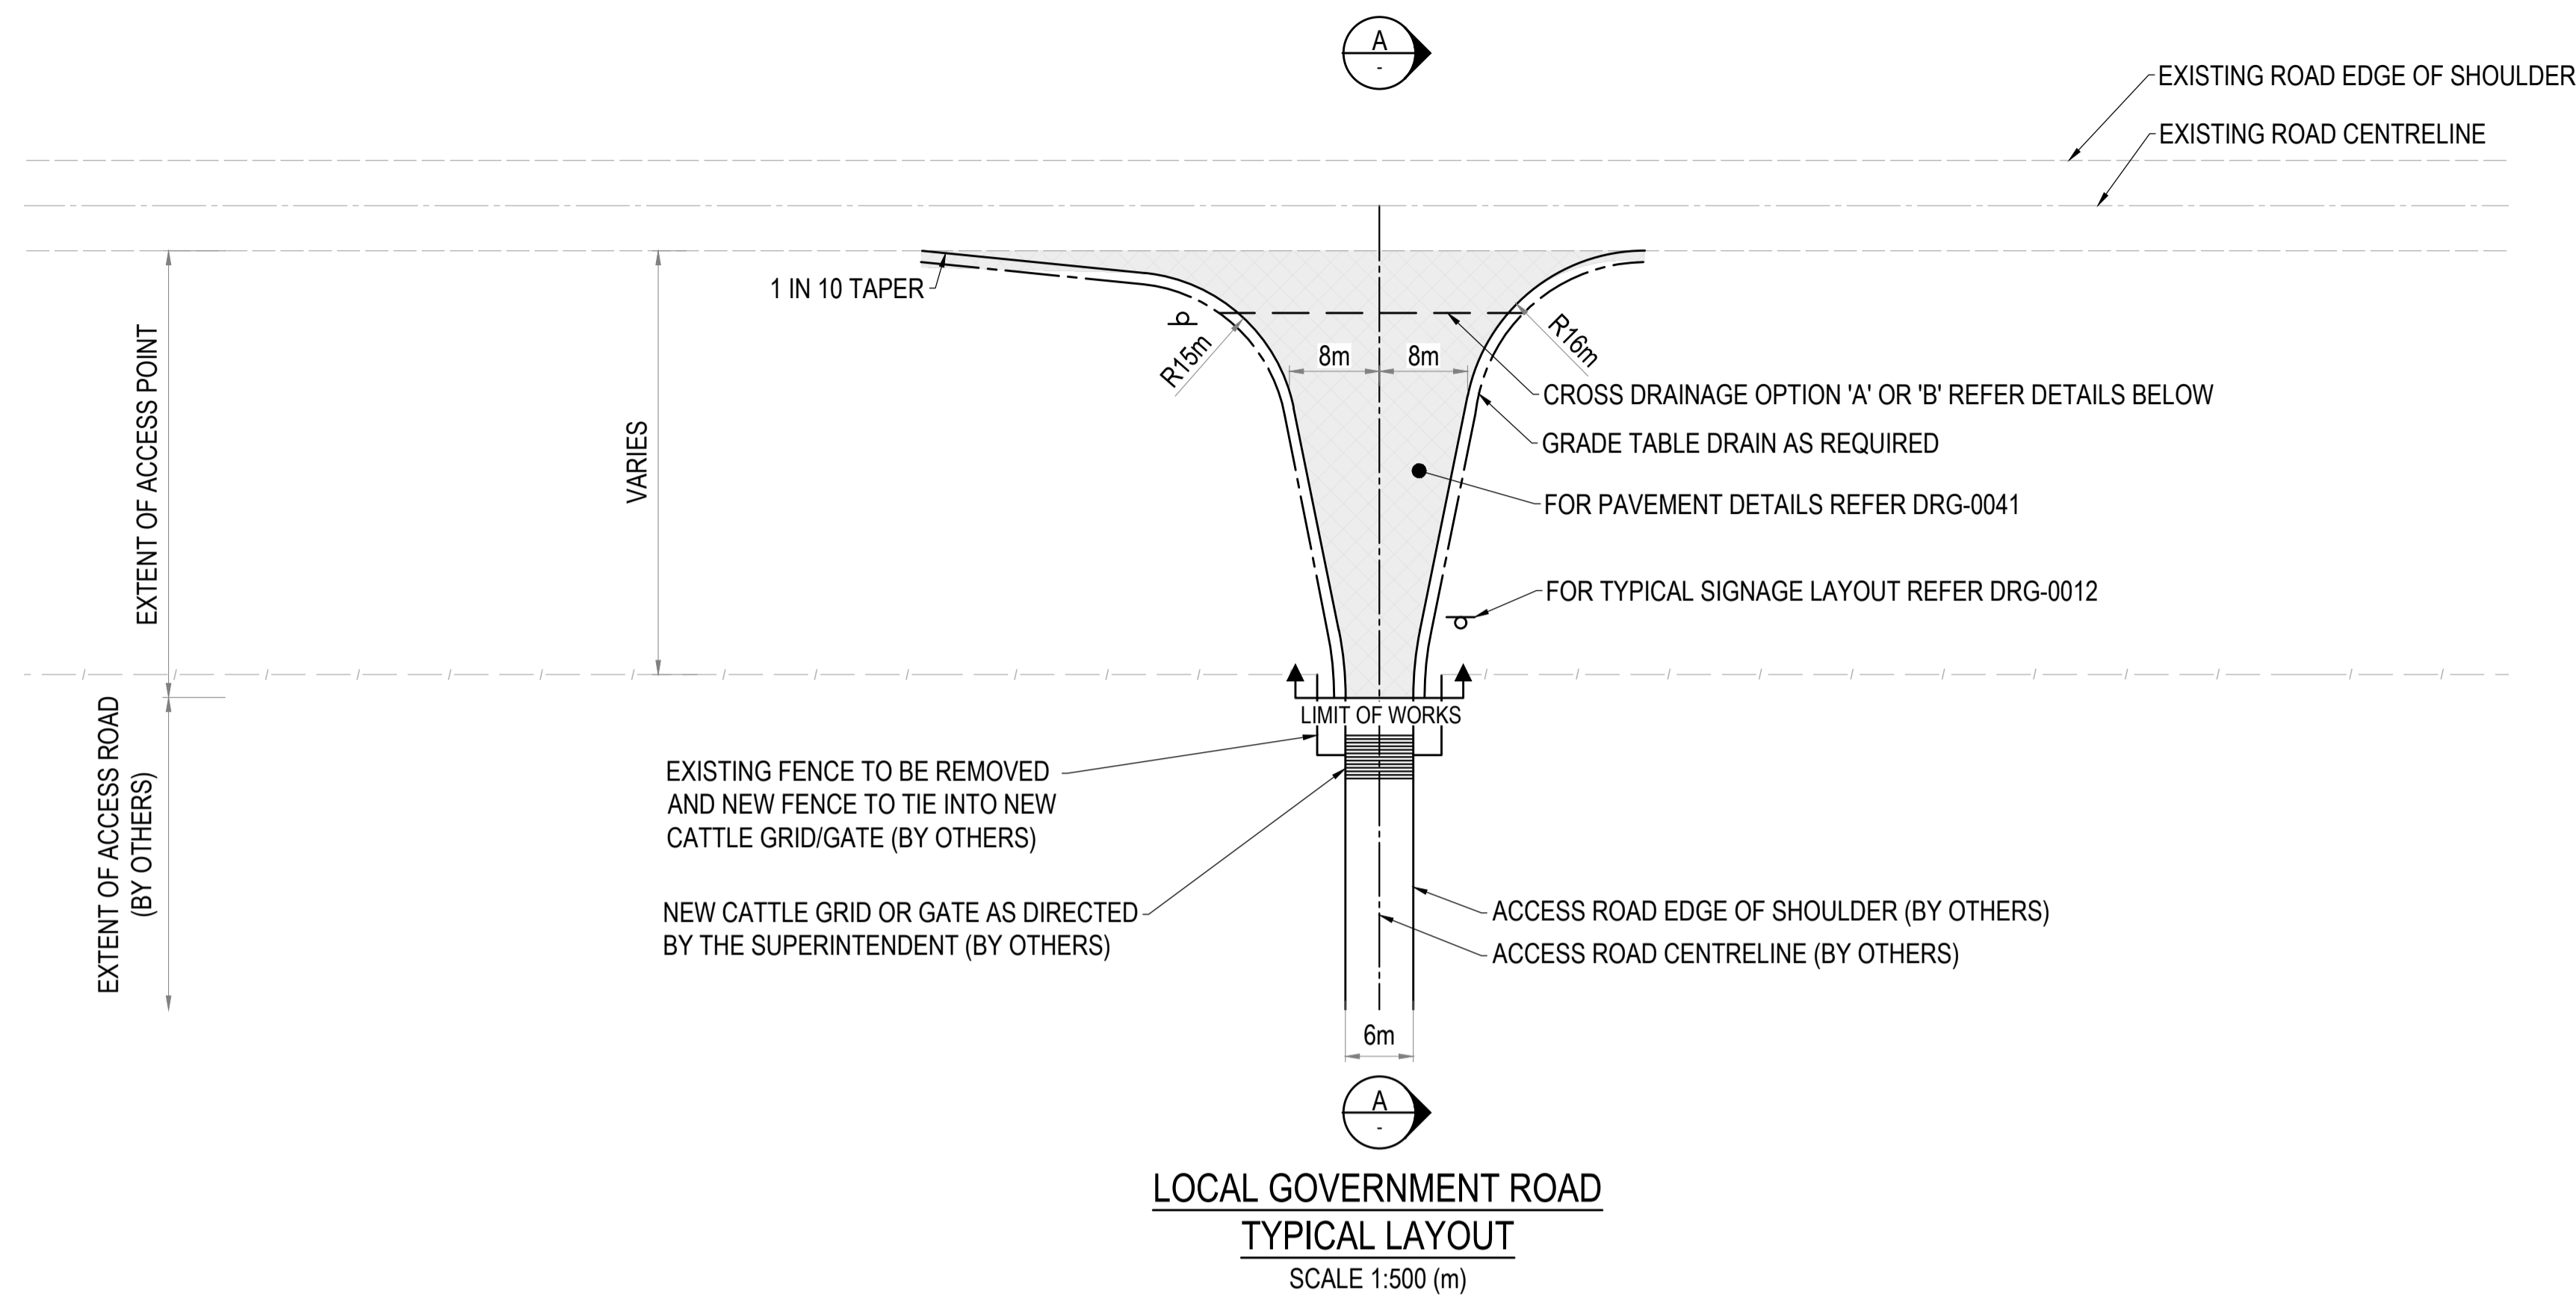 A
-
EXISTING ROAD EDGE OF SHOULDER
EXISTING ROAD CENTRELINE
1 IN 10 TAPER
R15m
8m
8m
R16m
EXTENT OF ACCESS POINT
VARIES
CROSS DRAINAGE OPTION 'A' OR 'B' REFER DETAILS BELOW
GRADE TABLE DRAIN AS REQUIRED
FOR PAVEMENT DETAILS REFER DRG-0041
FOR TYPICAL SIGNAGE LAYOUT REFER DRG-0012
LIMIT OF WORKS
EXTENT OF ACCESS ROAD
(BY OTHERS)
EXISTING FENCE TO BE REMOVED
AND NEW FENCE TO TIE INTO NEW
CATTLE GRID/GATE (BY OTHERS)
NEW CATTLE GRID OR GATE AS DIRECTED
BY THE SUPERINTENDENT (BY OTHERS)
ACCESS ROAD EDGE OF SHOULDER (BY OTHERS)
ACCESS ROAD CENTRELINE (BY OTHERS)
6m
A
-
LOCAL GOVERNMENT ROAD
TYPICAL LAYOUT
SCALE 1:500 (m)